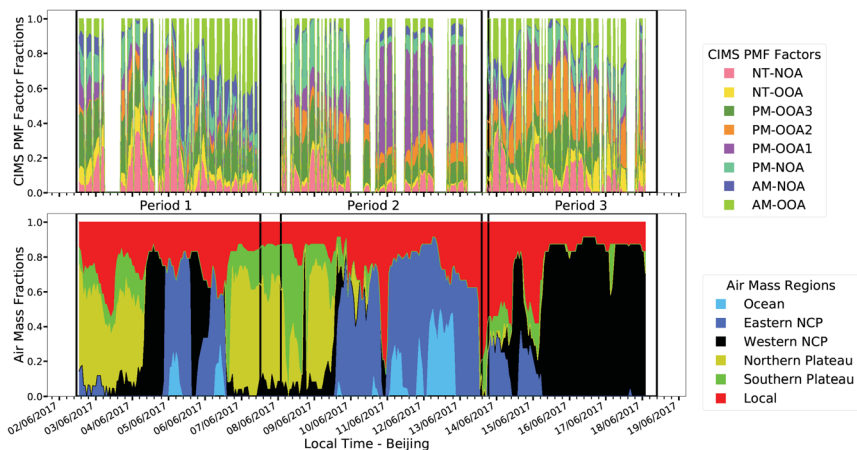 CIMS PMF Factor Fractions
1.0
0.8
0.6
0.4
0.2
0.0
CIMS PMF Factors
NT-NOA
NT-OOA
PM-OOA3
PM-OOA2
PM-OOA1
PM-NOA
AM-NOA
AM-OOA
Period 1 Period 2 Period 3
Air Mass Fractions
1.0
0.8
0.6
0.4
0.2
0.0
Air Mass Regions
Ocean
Eastern NCP
Western NCP
Northern Plateau
Southern Plateau
Local
02/06/2017 03/06/2017 04/06/2017 05/06/2017 06/06/2017 07/06/2017 08/06/2017 09/06/2017 10/06/2017 11/06/2017 12/06/2017 13/06/2017 14/06/2017 15/06/2017 16/06/2017 17/06/2017 18/06/2017 19/06/2017
Local Time - Beijing